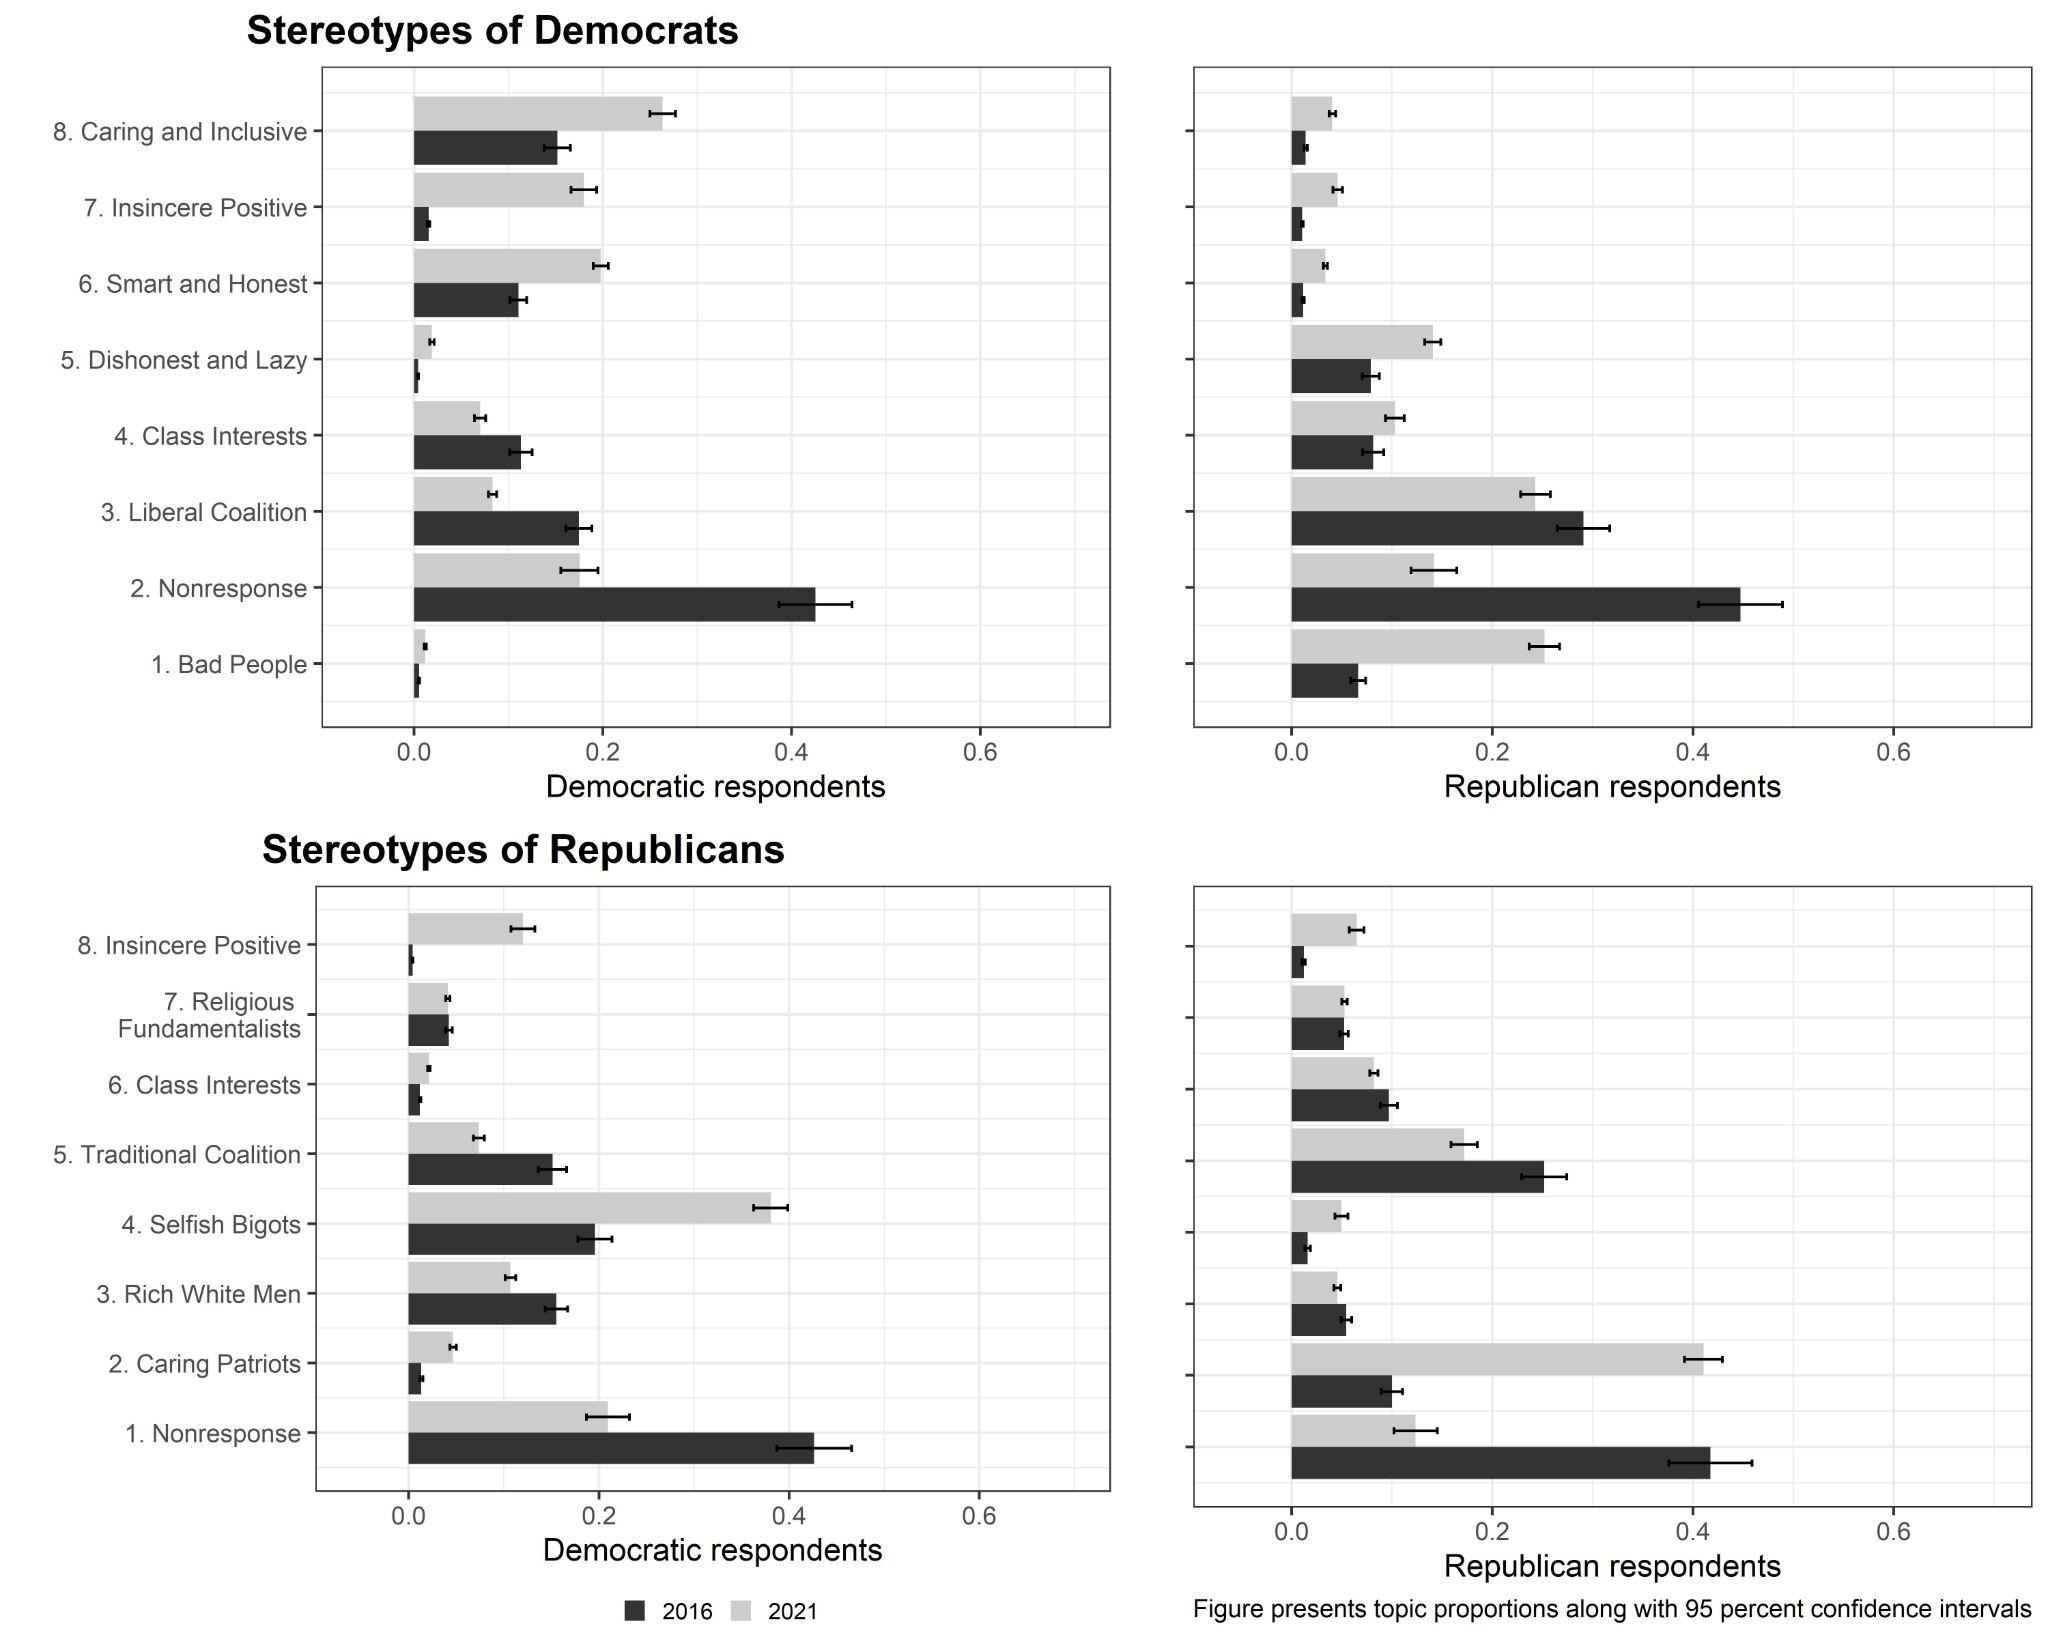 Stereotypes of Democrats
8. Caring and Inclusive
7. Insincere Positive
6. Smart and Honest
5. Dishonest and Lazy
4. Class Interests
3. Liberal Coalition
2. Nonresponse
1. Bad People
0.0 0.2 0.4 0.6
Democratic respondents
0.0 0.2 0.4 0.6
Republican respondents
Stereotypes of Republicans
8. Insincere Positive
7. Religious
Fundamentalists
6. Class Interests
5. Traditional Coalition
4. Selfish Bigots
3. Rich White Men
2. Caring Patriots
1. Nonresponse
0.0 0.2 0.4 0.6
Democratic respondents
0.0 0.2 0.4 0.6
Republican respondents
2016 2021
Figure presents topic proportions along with 95 percent confidence intervals